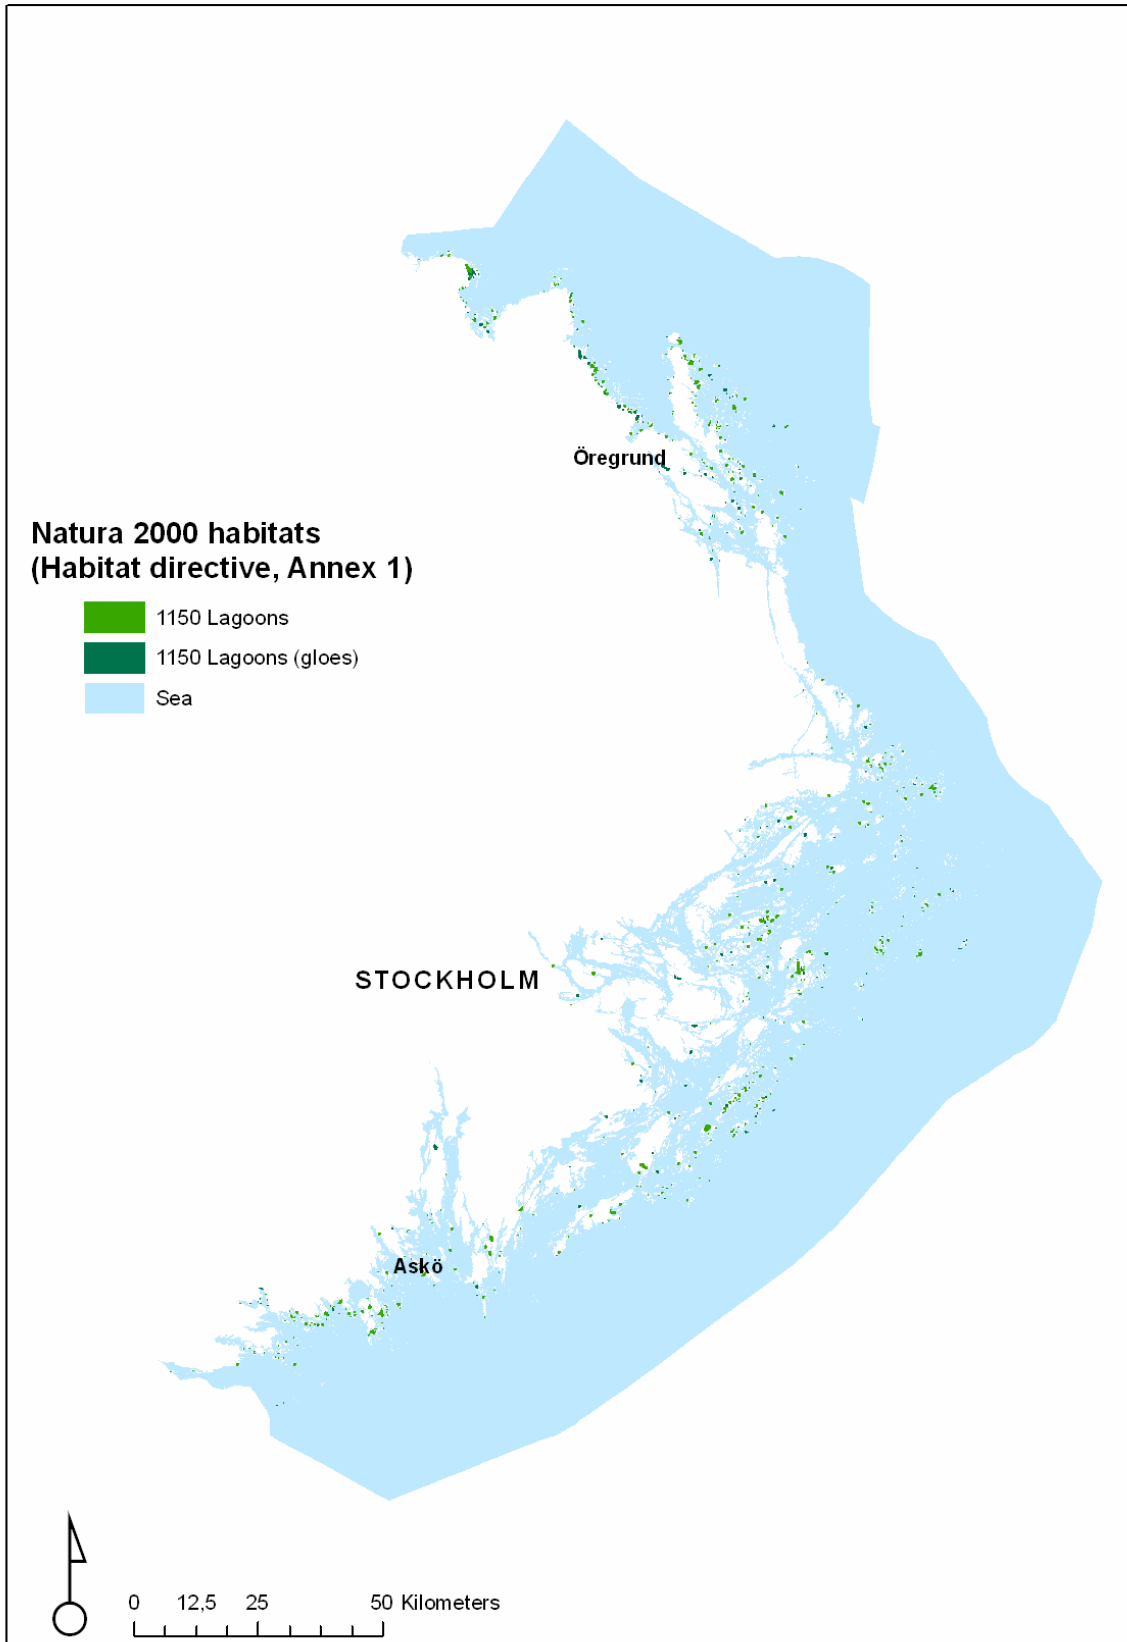 Öregrund
Natura 2000 habitats
(Habitat directive, Annex 1)
1150 Lagoons
1150 Lagoons (gloes)
Sea
STOCKHOLM
Askö
0 12,5 25 50 Kilometers